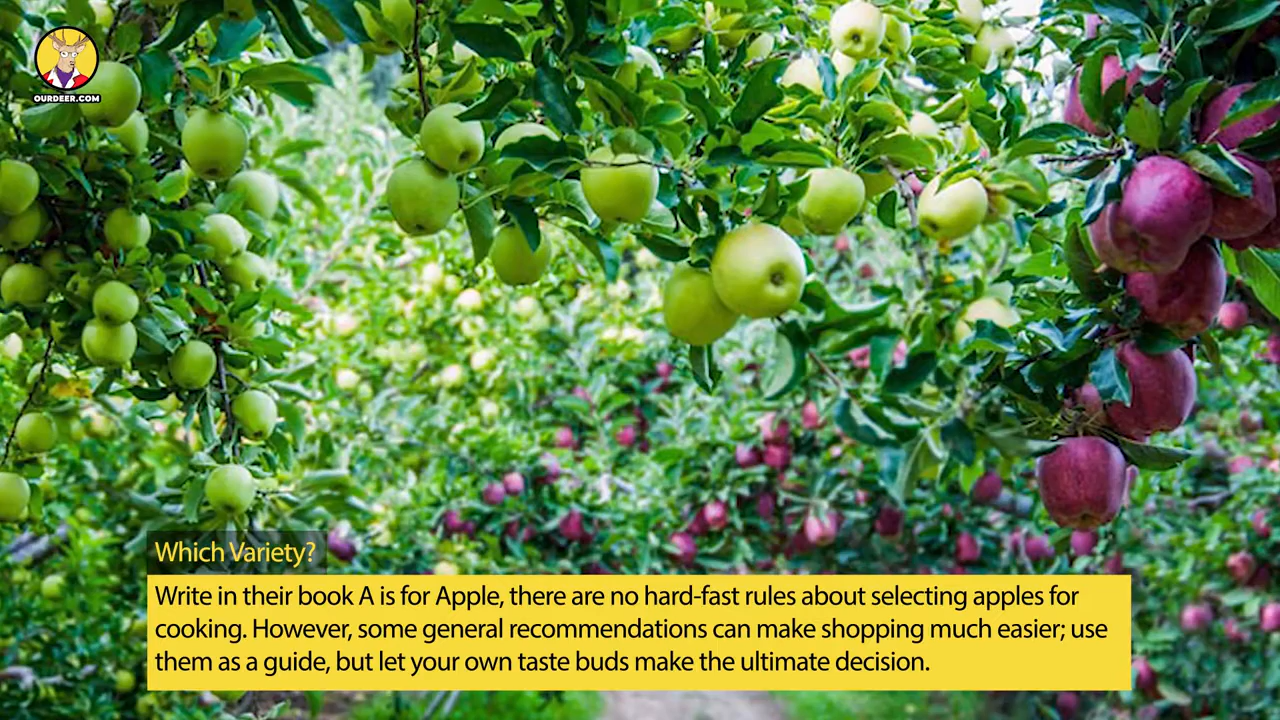 OURDEER.COM
Which Variety?
Write in their book A is for Apple, there are no hard-fast rules about selecting apples for
cooking. However, some general recommendations can make shopping much easier; use
them as a guide, but let your own taste buds make the ultimate decision.